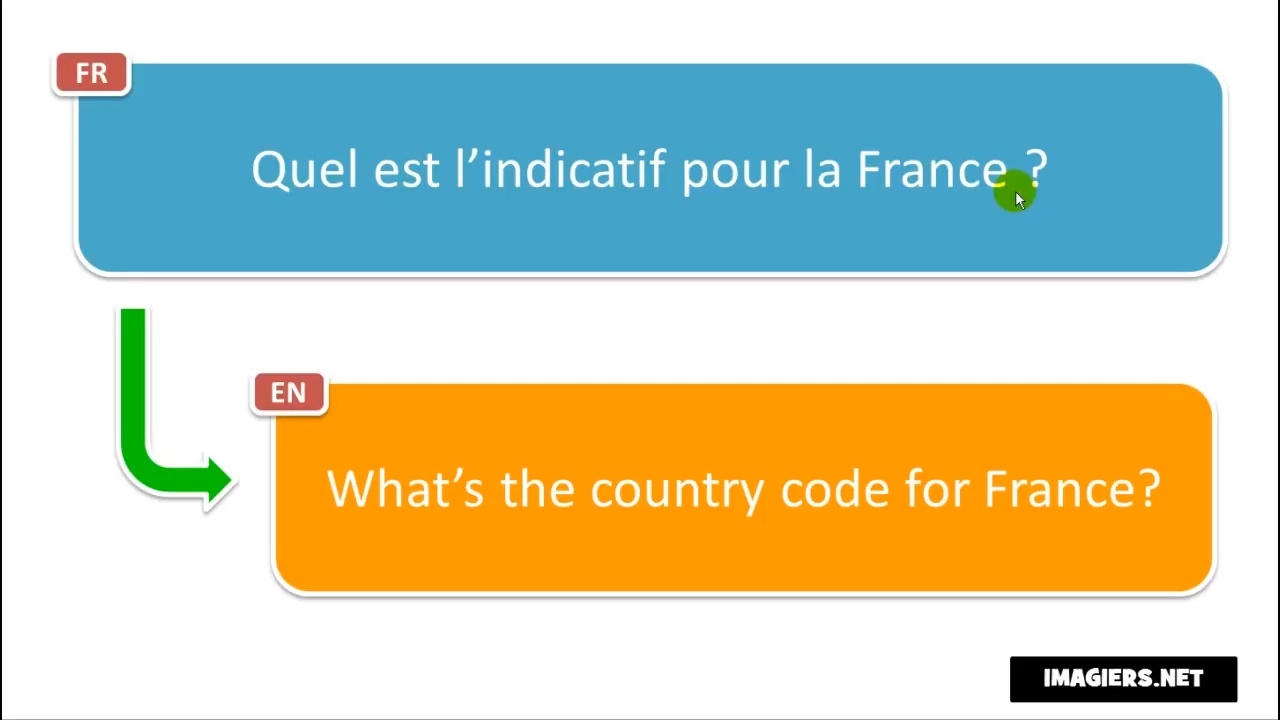 FR
Quel est l’indicatif pour la France ?
EN
What’s the country code for France?
IMAGIERS.NET